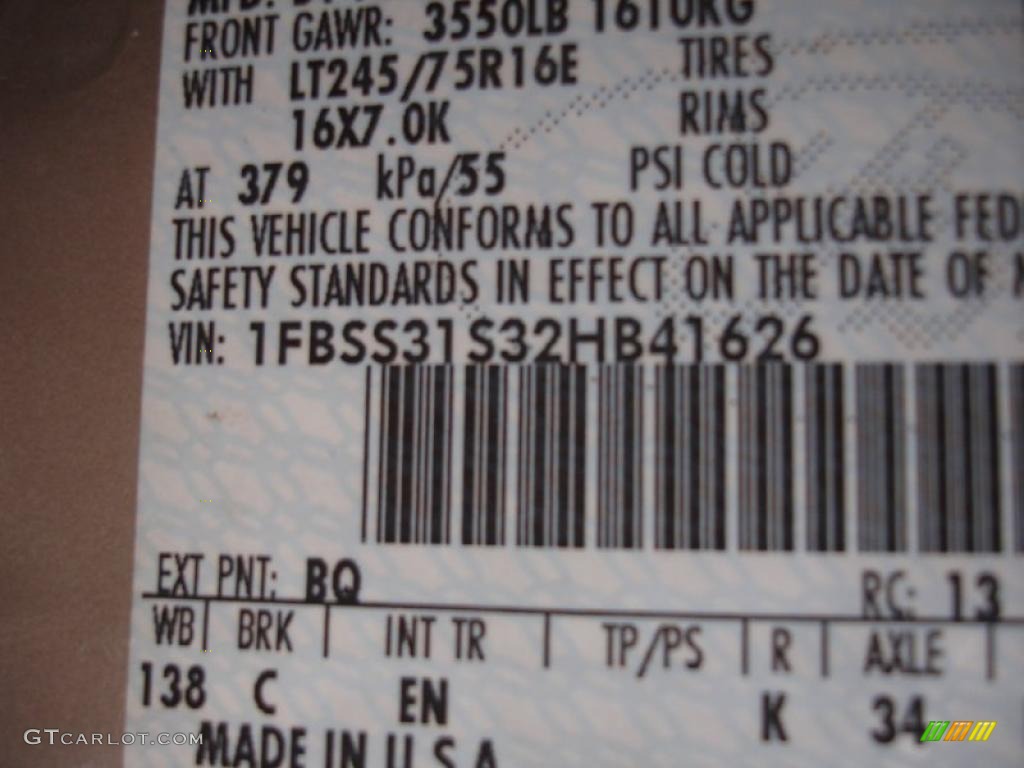 FRONT GAWR: 3550LB 1610KG
WITH LT245/75R16E TIRES
16X7.0K RIMS
AT 379 kPa/55 PSI COLD
THIS VEHICLE CONFORMS TO ALL APPLICABLE FED
SAFETY STANDARDS IN EFFECT ON THE DATE OF
VIN: 1FBSS31S32HB41626
EXT PNT: BQ RC: 13
WB BRK INT TR TP/PS R AXLE
138 C EN K 34
MADE IN U.S.A
GTCARLOT.COM